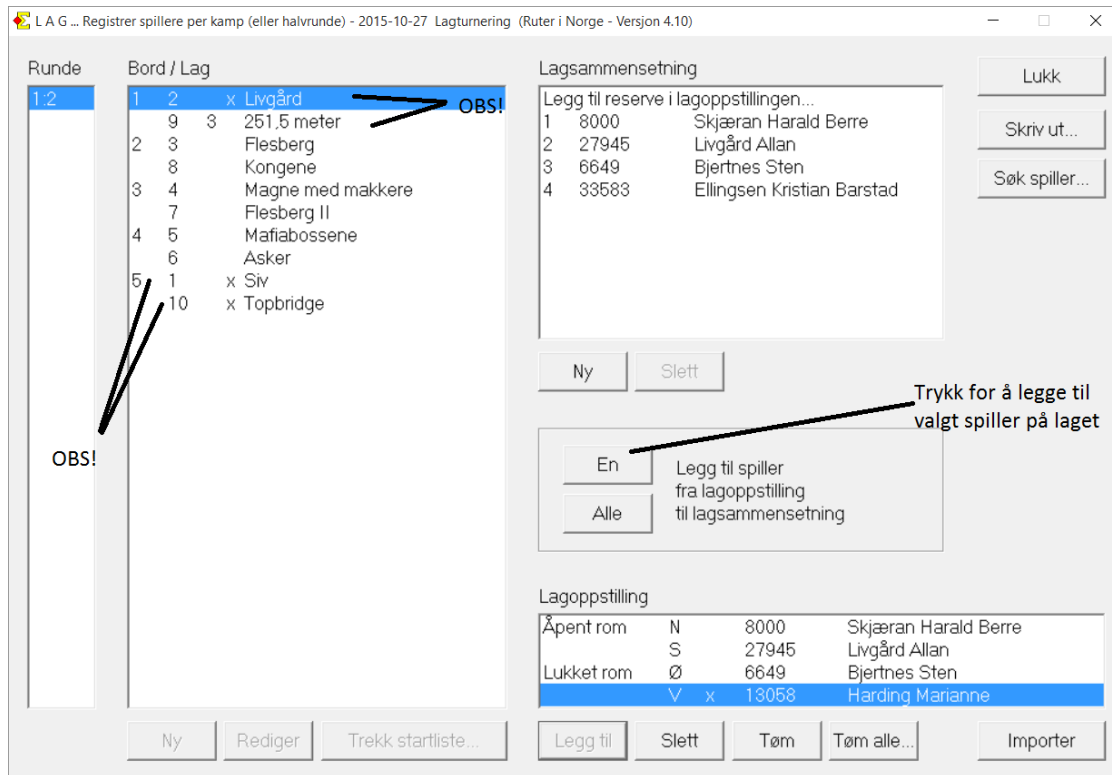 L A G ... Registrer spillere per kamp (eller halvrunde) - 2015-10-27 Lagturnering (Ruter i Norge - Versjon 4.10)
Runde
1:2
Bord / Lag
1 2 x Livgård
9 3 251,5 meter
2 3 Flesberg
8 Kongene
3 4 Magne med makkere
7 Flesberg II
4 5 Mafiabossene
6 Asker
5 1 x Siv
10 x Topbridge
OBS!
OBS!
Ny
Rediger
Trekk startliste...
Lagsammensetning
Legg til reserve i lagoppstillingen...
1 8000 Skjæran Harald Berre
2 27945 Livgård Allan
3 6649 Bjertnes Sten
4 33583 Ellingsen Kristian Barstad
Lukk
Skriv ut...
Søk spiller...
Ny
Slett
Trykk for å legge til
valgt spiller på laget
En
Alle
Legg til spiller
fra lagoppstilling
til lagsammensetning
Lagoppstilling
Åpent rom N 8000 Skjæran Harald Berre
S 27945 Livgård Allan
Lukket rom Ø 6649 Bjertnes Sten
V x 13058 Harding Marianne
Legg til
Slett
Tøm
Tøm alle...
Importer